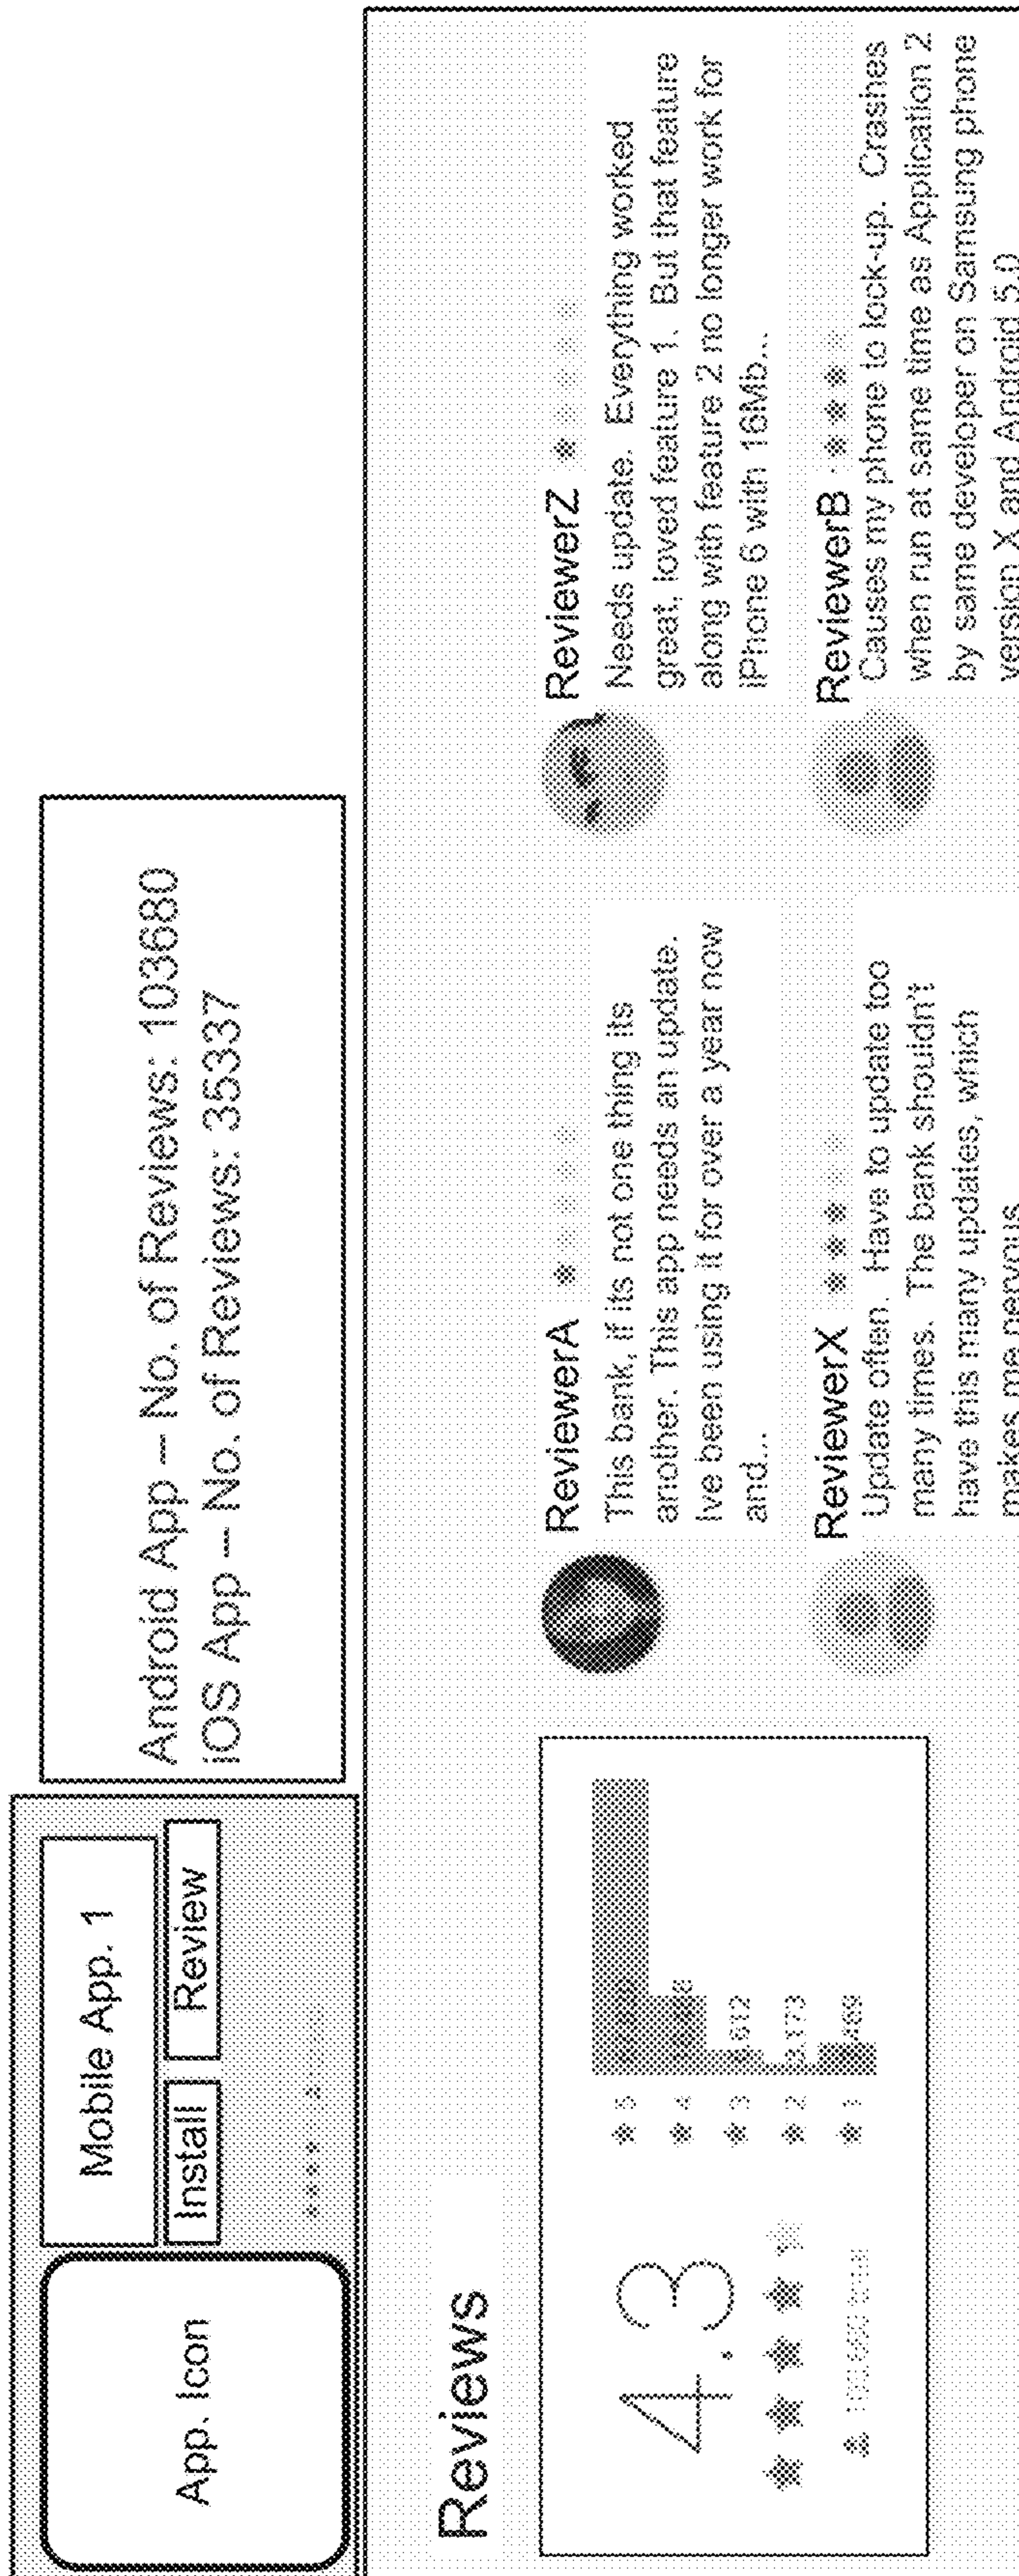 App. Icon
Mobile App. 1
Install
Review
Android App – No. of Reviews: 103680
iOS App – No. of Reviews: 35337
Reviews
4.3
5
4
3
2
1
ReviewerA
This bank, if its not one thing its
another. This app needs an update.
Ive been using it for over a year now
and...
ReviewerZ
Needs update. Everything worked
great, loved feature 1. But that feature
along with feature 2 no longer work for
iPhone 6 with 16Mb...
ReviewerX
Update often. Have to update too
many times. The bank shouldn't
have this many updates, which
makes me nervous
ReviewerB
Causes my phone to lock-up. Crashes
when run at same time as Application 2
by same developer on Samsung phone
version X and Android 5.0